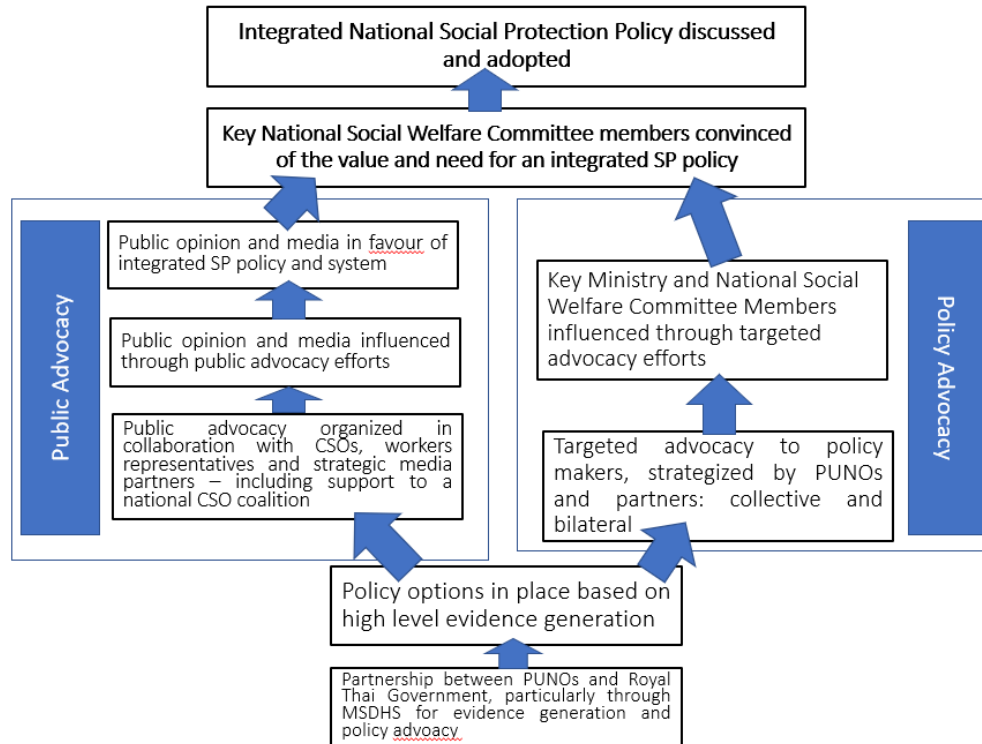 Integrated National Social Protection Policy discussed
and adopted
Key National Social Welfare Committee members convinced
of the value and need for an integrated SP policy
Public Advocacy
Public opinion and media in favour of
integrated SP policy and system
Public opinion and media influenced
through public advocacy efforts
Public advocacy organized in
collaboration with CSOs, workers
representatives and strategic media
partners – including support to a
national CSO coalition
Key Ministry and National Social
Welfare Committee Members
influenced through targeted
advocacy efforts
Targeted advocacy to policy
makers, strategized by PUNOs
and partners: collective and
bilateral
Policy Advocacy
Policy options in place based on
high level evidence generation
Partnership between PUNOs and Royal
Thai Government, particularly through
MSDHS for evidence generation and
policy advoacy